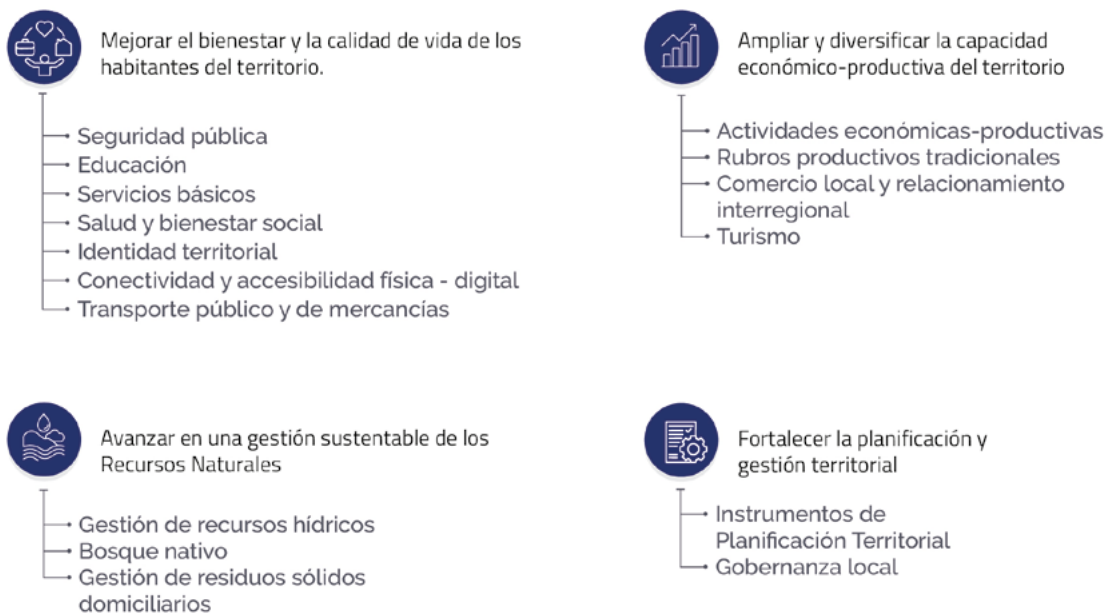 Mejorar el bienestar y la calidad de vida de los
habitantes del territorio.
Seguridad pública
Educación
Servicios básicos
Salud y bienestar social
Identidad territorial
Conectividad y accesibilidad física - digital
Transporte público y de mercancías
Ampliar y diversificar la capacidad
económico-productiva del territorio
Actividades económicas-productivas
Rubros productivos tradicionales
Comercio local y relacionamiento
interregional
Turismo
Avanzar en una gestión sustentable de los
Recursos Naturales
Gestión de recursos hídricos
Bosque nativo
Gestión de residuos sólidos
domiciliarios
Fortalecer la planificación y
gestión territorial
Instrumentos de
Planificación Territorial
Gobernanza local